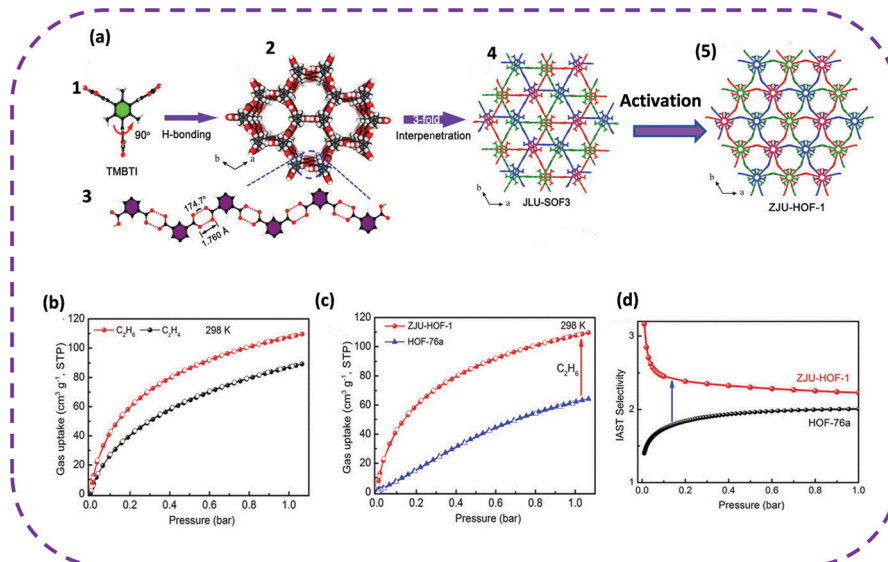 (a)
1
90°
TMBTI
H-bonding
2
b
a
3
174.7°
1.760 Å
3-fold
Interpenetration
4
b
a
JLU-SOF3
Activation
(5)
b
a
ZJU-HOF-1
(b)
Gas uptake (cm³ g⁻¹, STP)
120
100
80
60
40
20
0
C₂H₆
C₂H₄
298 K
0.0 0.2 0.4 0.6 0.8 1.0
Pressure (bar)
(c)
Gas uptake (cm³ g⁻¹, STP)
120
100
80
60
40
20
0
ZJU-HOF-1
HOF-76a
298 K
C₂H₆
0.0 0.2 0.4 0.6 0.8 1.0
Pressure (bar)
(d)
IAST Selectivity
3
2
1
ZJU-HOF-1
HOF-76a
0.0 0.2 0.4 0.6 0.8 1.0
Pressure (bar)